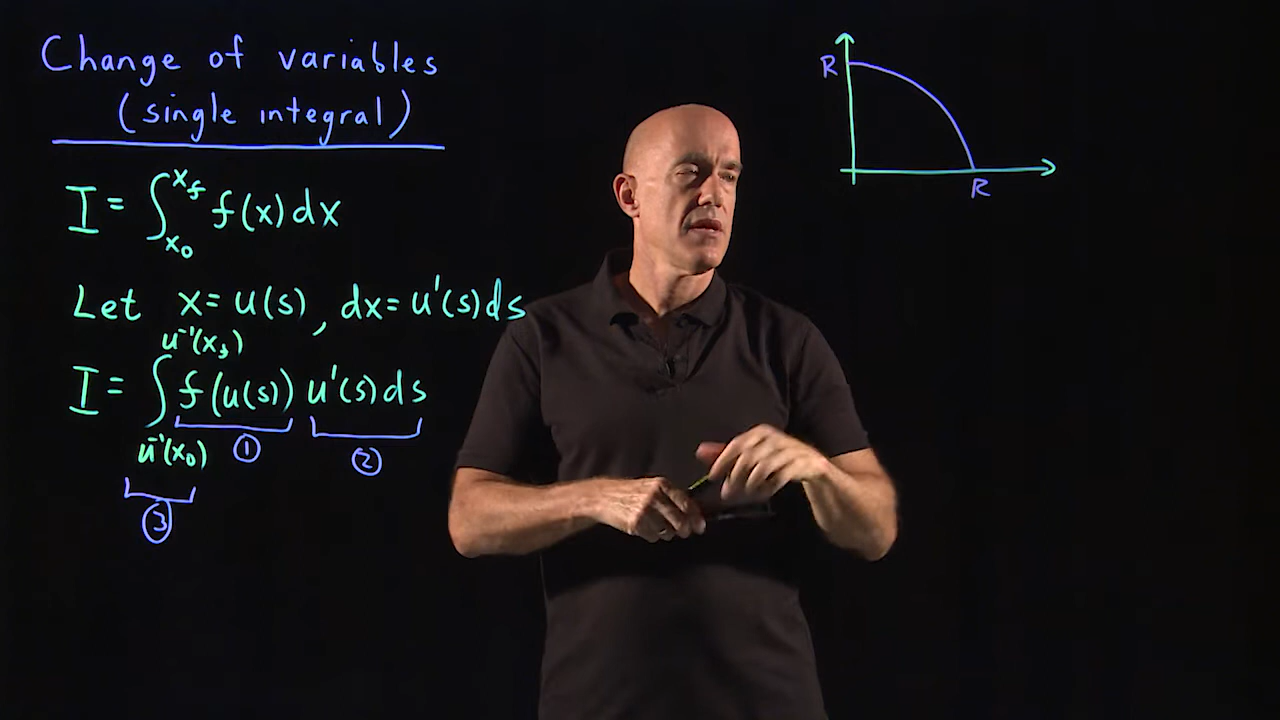 Change of variables
(single integral)
I = ∫_{x₀}^{x_f} f(x) dx
Let x = u(s), dx = u'(s) ds
I = ∫_{u⁻¹(x₀)}^{u⁻¹(x_f)} f(u(s)) u'(s) ds
① ②
③
R
R